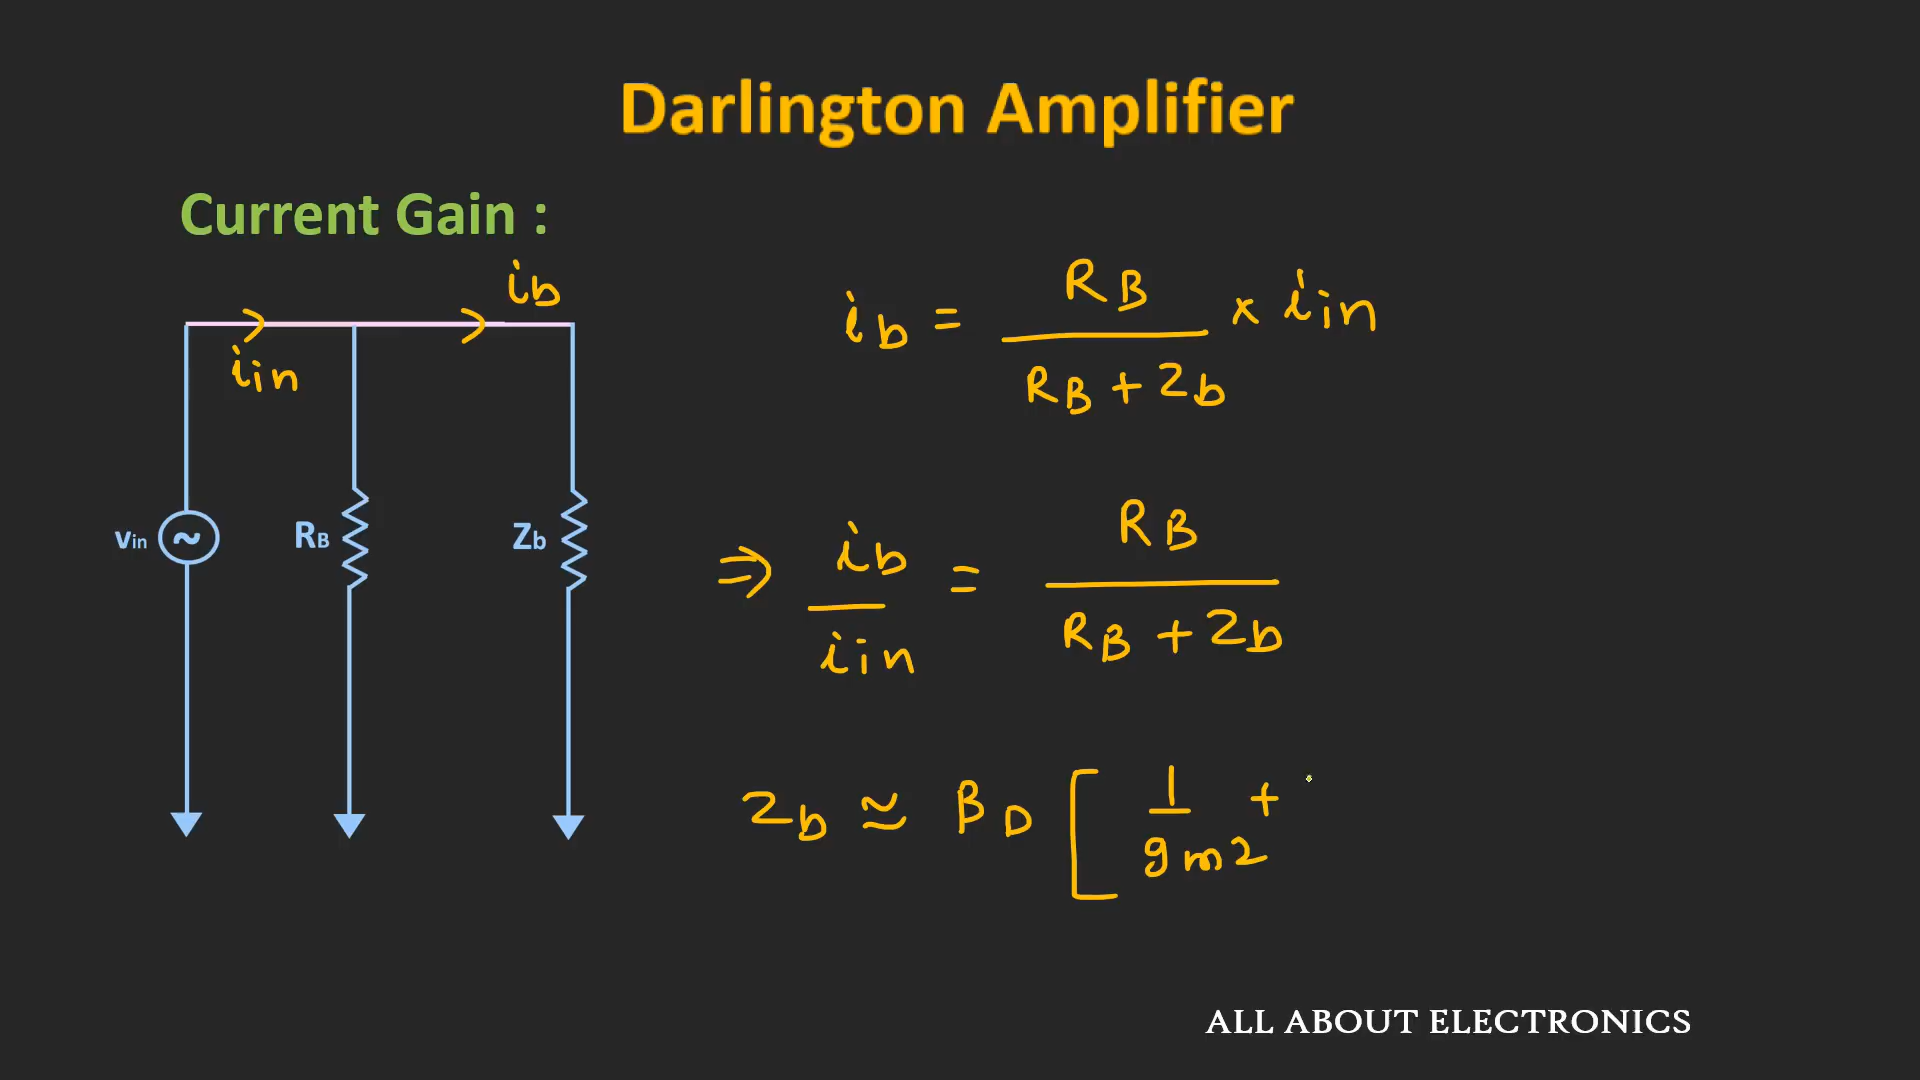 Darlington Amplifier
Current Gain :
ib
iin
vin
RB
Zb
ib = RB / RB + Zb × iin
⇒ ib / iin = RB / RB + Zb
Zb ≈ βD [ 1 / gm2 +
ALL ABOUT ELECTRONICS